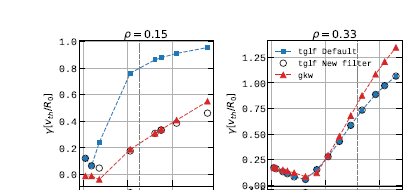 ρ = 0.15
ρ = 0.33
1.0
0.8
0.6
0.4
0.2
0.0
γ[v_th/R_0]
1.25
1.00
0.75
0.50
0.25
0.00
γ[v_th/R_0]
tglf Default
tglf New filter
gkw